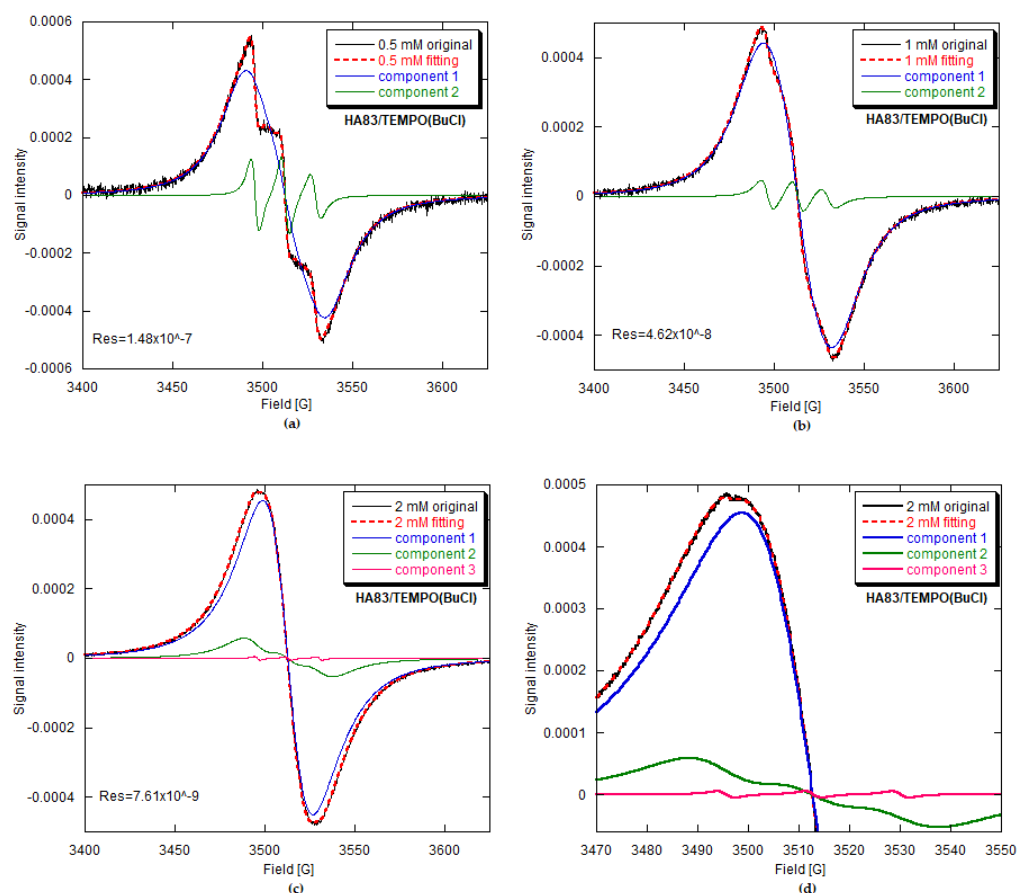 0.0006
0.0004
0.0002
0
-0.0002
-0.0004
-0.0006
Signal intensity
0.5 mM original
0.5 mM fitting
component 1
component 2
HA83/TEMPO(BuCl)
Res=1.48x10^-7
3400 3450 3500 3550 3600
Field [G]
(a)
0.0004
0.0002
0
-0.0002
-0.0004
Signal intensity
1 mM original
1 mM fitting
component 1
component 2
HA83/TEMPO(BuCl)
Res=4.62x10^-8
3400 3450 3500 3550 3600
Field [G]
(b)
0.0004
0.0002
0
-0.0002
-0.0004
Signal intensity
2 mM original
2 mM fitting
component 1
component 2
component 3
HA83/TEMPO(BuCl)
Res=7.61x10^-9
3400 3450 3500 3550 3600
Field [G]
(c)
0.0005
0.0004
0.0003
0.0002
0.0001
0
Signal intensity
2 mM original
2 mM fitting
component 1
component 2
component 3
HA83/TEMPO(BuCl)
3470 3480 3490 3500 3510 3520 3530 3540 3550
Field [G]
(d)